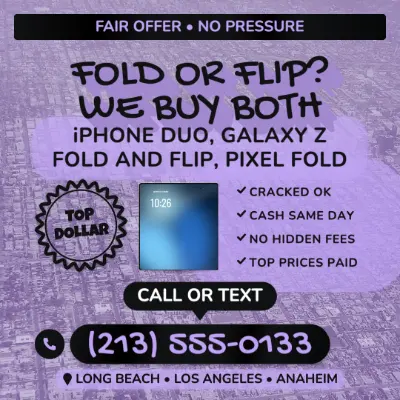 FAIR OFFER • NO PRESSURE
FOLD OR FLIP?
WE BUY BOTH
iPHONE DUO, GALAXY Z
FOLD AND FLIP, PIXEL FOLD
TOP
DOLLAR
10:26
CRACKED OK
CASH SAME DAY
NO HIDDEN FEES
TOP PRICES PAID
CALL OR TEXT
(213) 555-0133
LONG BEACH • LOS ANGELES • ANAHEIM